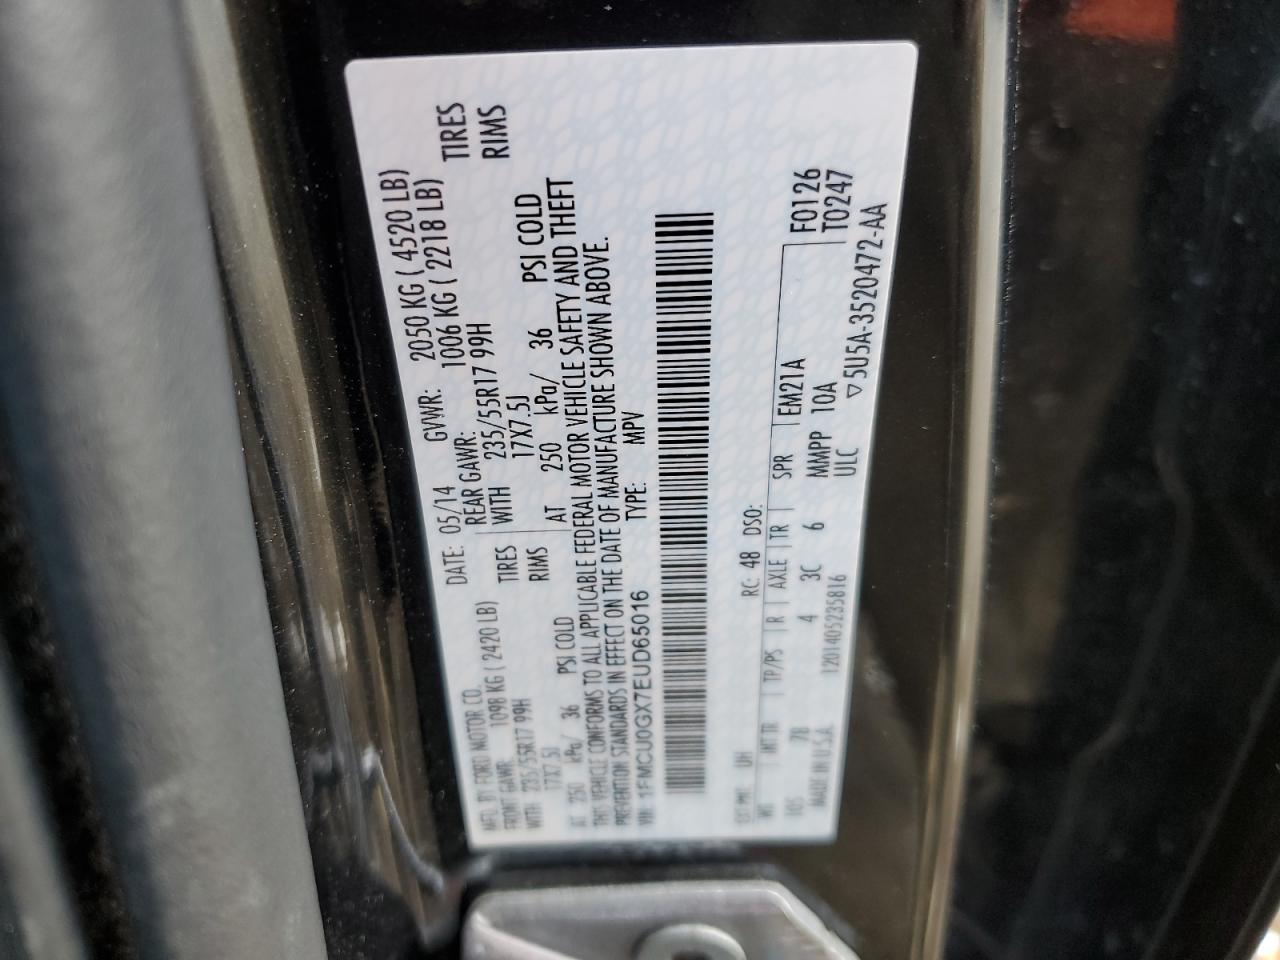 MFD. BY FORD MOTOR CO.
DATE: 05/14 GVWR: 2050 KG ( 4520 LB)
FRONT GAWR: 1098 KG ( 2420 LB) REAR GAWR: 1006 KG ( 2218 LB)
WITH 235/55R17 99H TIRES WITH 235/55R17 99H TIRES
17X7.5J RIMS 17X7.5J RIMS
AT 250 kPa/ 36 PSI COLD AT 250 kPa/ 36 PSI COLD
THIS VEHICLE CONFORMS TO ALL APPLICABLE FEDERAL MOTOR VEHICLE SAFETY AND THEFT
PREVENTION STANDARDS IN EFFECT ON THE DATE OF MANUFACTURE SHOWN ABOVE.
VIN: 1FMCU0GX7EUD65016 TYPE: MPV
EXT PNT: UH RC: 48 DSO: F0126
WB INT TR TP/PS R AXLE TR SPR EM21A T0247
105 7B 4 3C 6 MMPP 10A
MADE IN USA 1201405235816 ULC ▽5U5A-3520472-AA